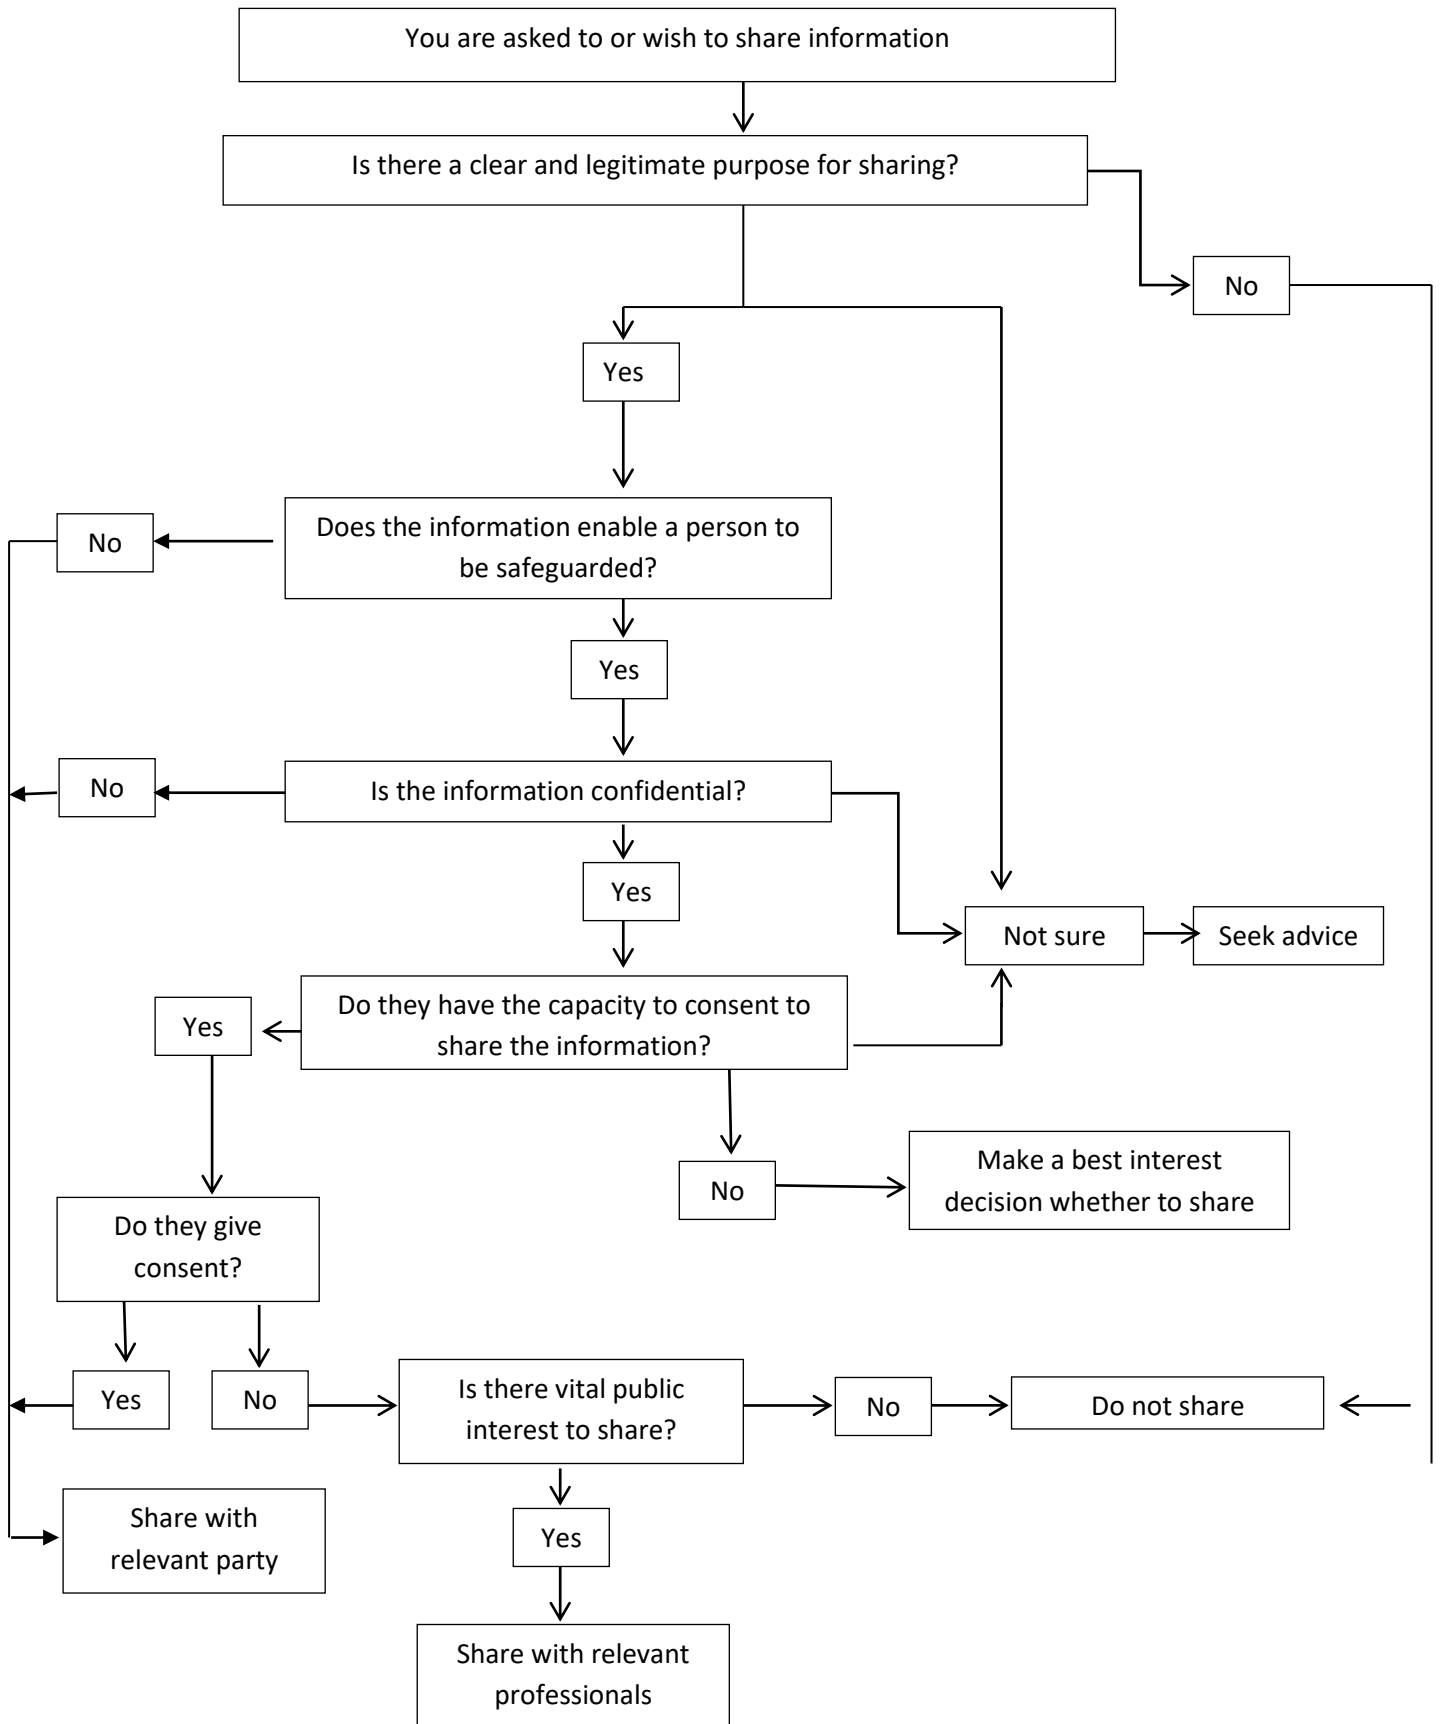 You are asked to or wish to share information
Is there a clear and legitimate purpose for sharing?
No
Yes
Does the information enable a person to
be safeguarded?
No
Yes
Is the information confidential?
No
Yes
Not sure
Seek advice
Do they have the capacity to consent to
share the information?
Yes
No
Make a best interest
decision whether to share
Do they give
consent?
Yes
No
Is there vital public
interest to share?
No
Do not share
Share with
relevant party
Yes
Share with relevant
professionals